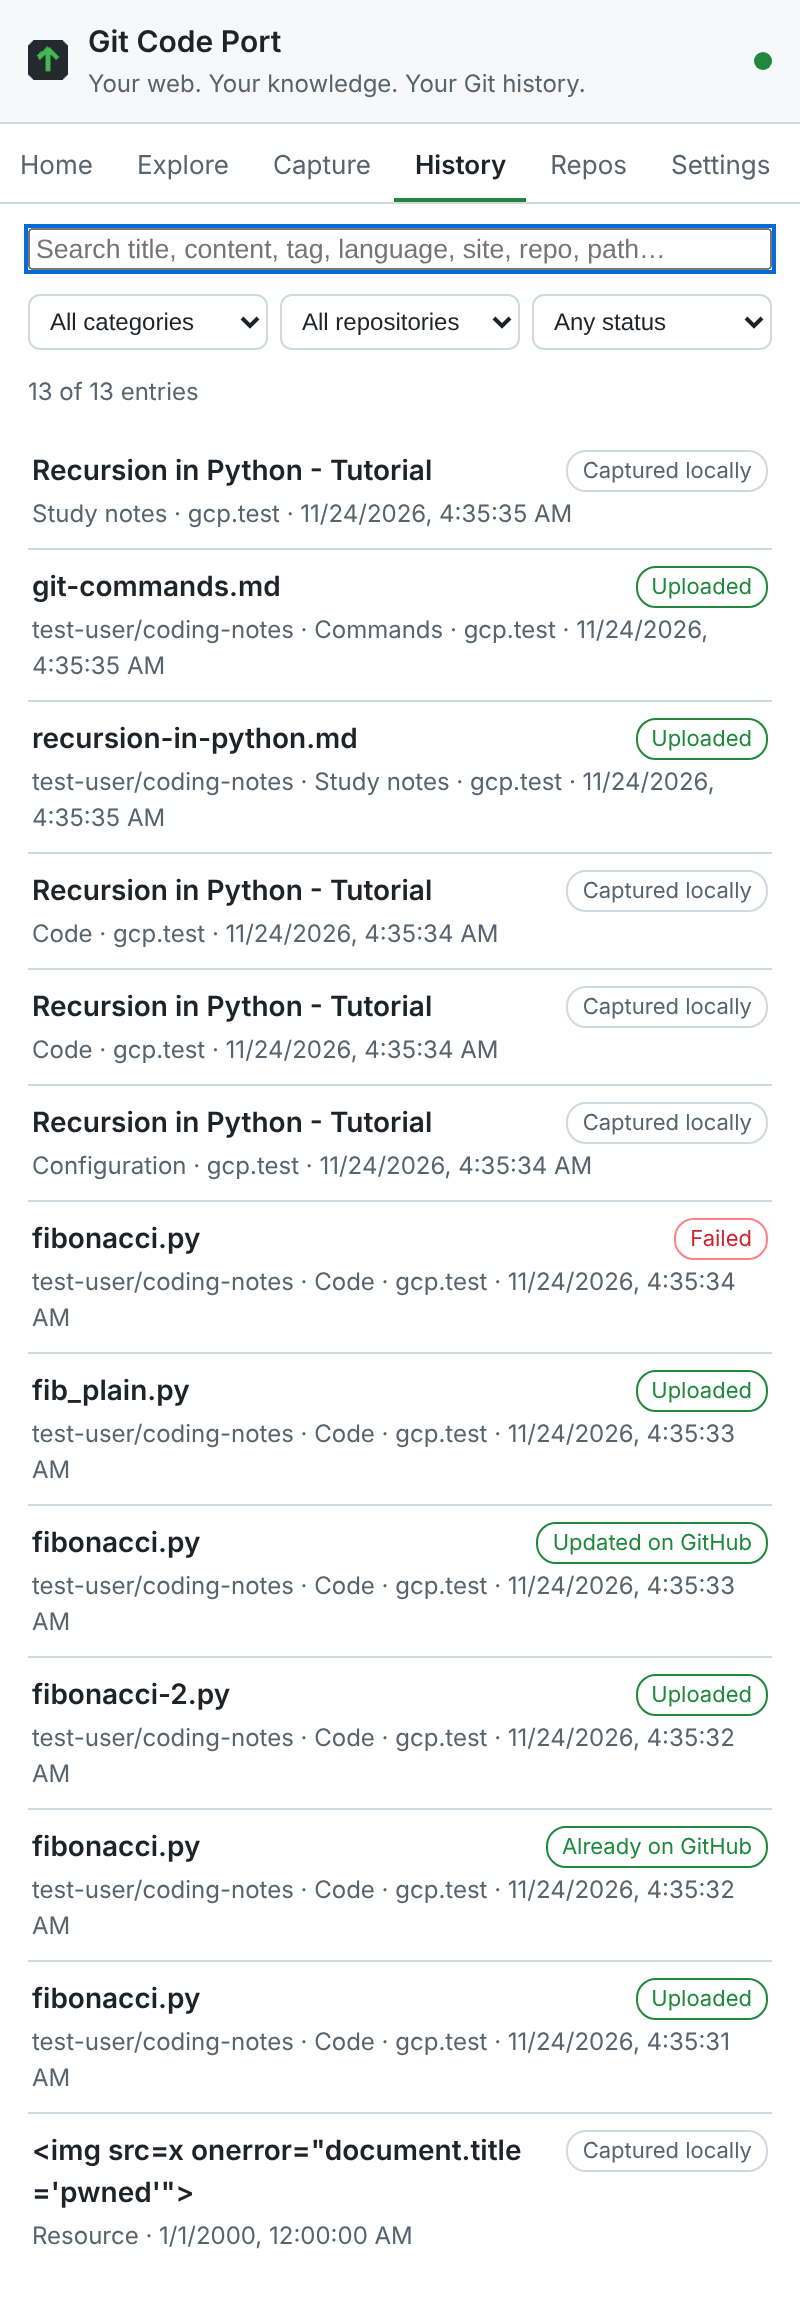 Git Code Port
Your web. Your knowledge. Your Git history.
Home Explore Capture History Repos Settings
Search title, content, tag, language, site, repo, path…
All categories All repositories Any status
13 of 13 entries
Recursion in Python - Tutorial Captured locally
Study notes · gcp.test · 11/24/2026, 4:35:35 AM
git-commands.md Uploaded
test-user/coding-notes · Commands · gcp.test · 11/24/2026,
4:35:35 AM
recursion-in-python.md Uploaded
test-user/coding-notes · Study notes · gcp.test · 11/24/2026,
4:35:35 AM
Recursion in Python - Tutorial Captured locally
Code · gcp.test · 11/24/2026, 4:35:34 AM
Recursion in Python - Tutorial Captured locally
Code · gcp.test · 11/24/2026, 4:35:34 AM
Recursion in Python - Tutorial Captured locally
Configuration · gcp.test · 11/24/2026, 4:35:34 AM
fibonacci.py Failed
test-user/coding-notes · Code · gcp.test · 11/24/2026, 4:35:34
AM
fib_plain.py Uploaded
test-user/coding-notes · Code · gcp.test · 11/24/2026, 4:35:33
AM
fibonacci.py Updated on GitHub
test-user/coding-notes · Code · gcp.test · 11/24/2026, 4:35:33
AM
fibonacci-2.py Uploaded
test-user/coding-notes · Code · gcp.test · 11/24/2026, 4:35:32
AM
fibonacci.py Already on GitHub
test-user/coding-notes · Code · gcp.test · 11/24/2026, 4:35:32
AM
fibonacci.py Uploaded
test-user/coding-notes · Code · gcp.test · 11/24/2026, 4:35:31
AM
<img src=x onerror="document.title Captured locally
='pwned'">
Resource · 1/1/2000, 12:00:00 AM